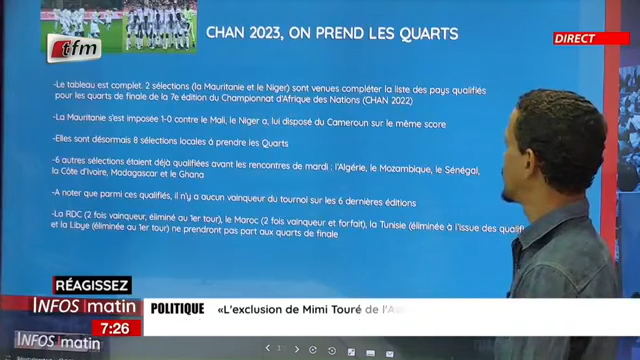 CHAN 2023, ON PREND LES QUARTS
DIRECT
tfm
-Le tableau est complet. 2 sélections (la Mauritanie et le Niger) sont venues compléter la liste des pays qualifiés
pour les quarts de finale de la 7e édition du Championnat d'Afrique des Nations (CHAN 2022)
-La Mauritanie s'est imposée 1-0 contre le Mali, le Niger a, lui disposé du Cameroun sur le même score
-Elles sont désormais 8 sélections locales à prendre les Quarts
-6 autres sélections étaient déjà qualifiées avant les rencontres de mardi : l'Algérie, le Mozambique, le Sénégal,
la Côte d'Ivoire, Madagascar et le Ghana
-A noter que parmi ces qualifiés, il n'y a aucun vainqueur du tournoi sur les 6 dernières éditions
-La RDC (2 fois vainqueur, éliminé au 1er tour), le Maroc (2 fois vainqueur et forfait), la Tunisie (éliminée à l'issue des qualif
et la Libye (éliminée au 1er tour) ne prendront pas part aux quarts de finale
RÉAGISSEZ
INFOS matin
POLITIQUE «L'exclusion de Mimi Touré de l'As
7:26
INFOS matin